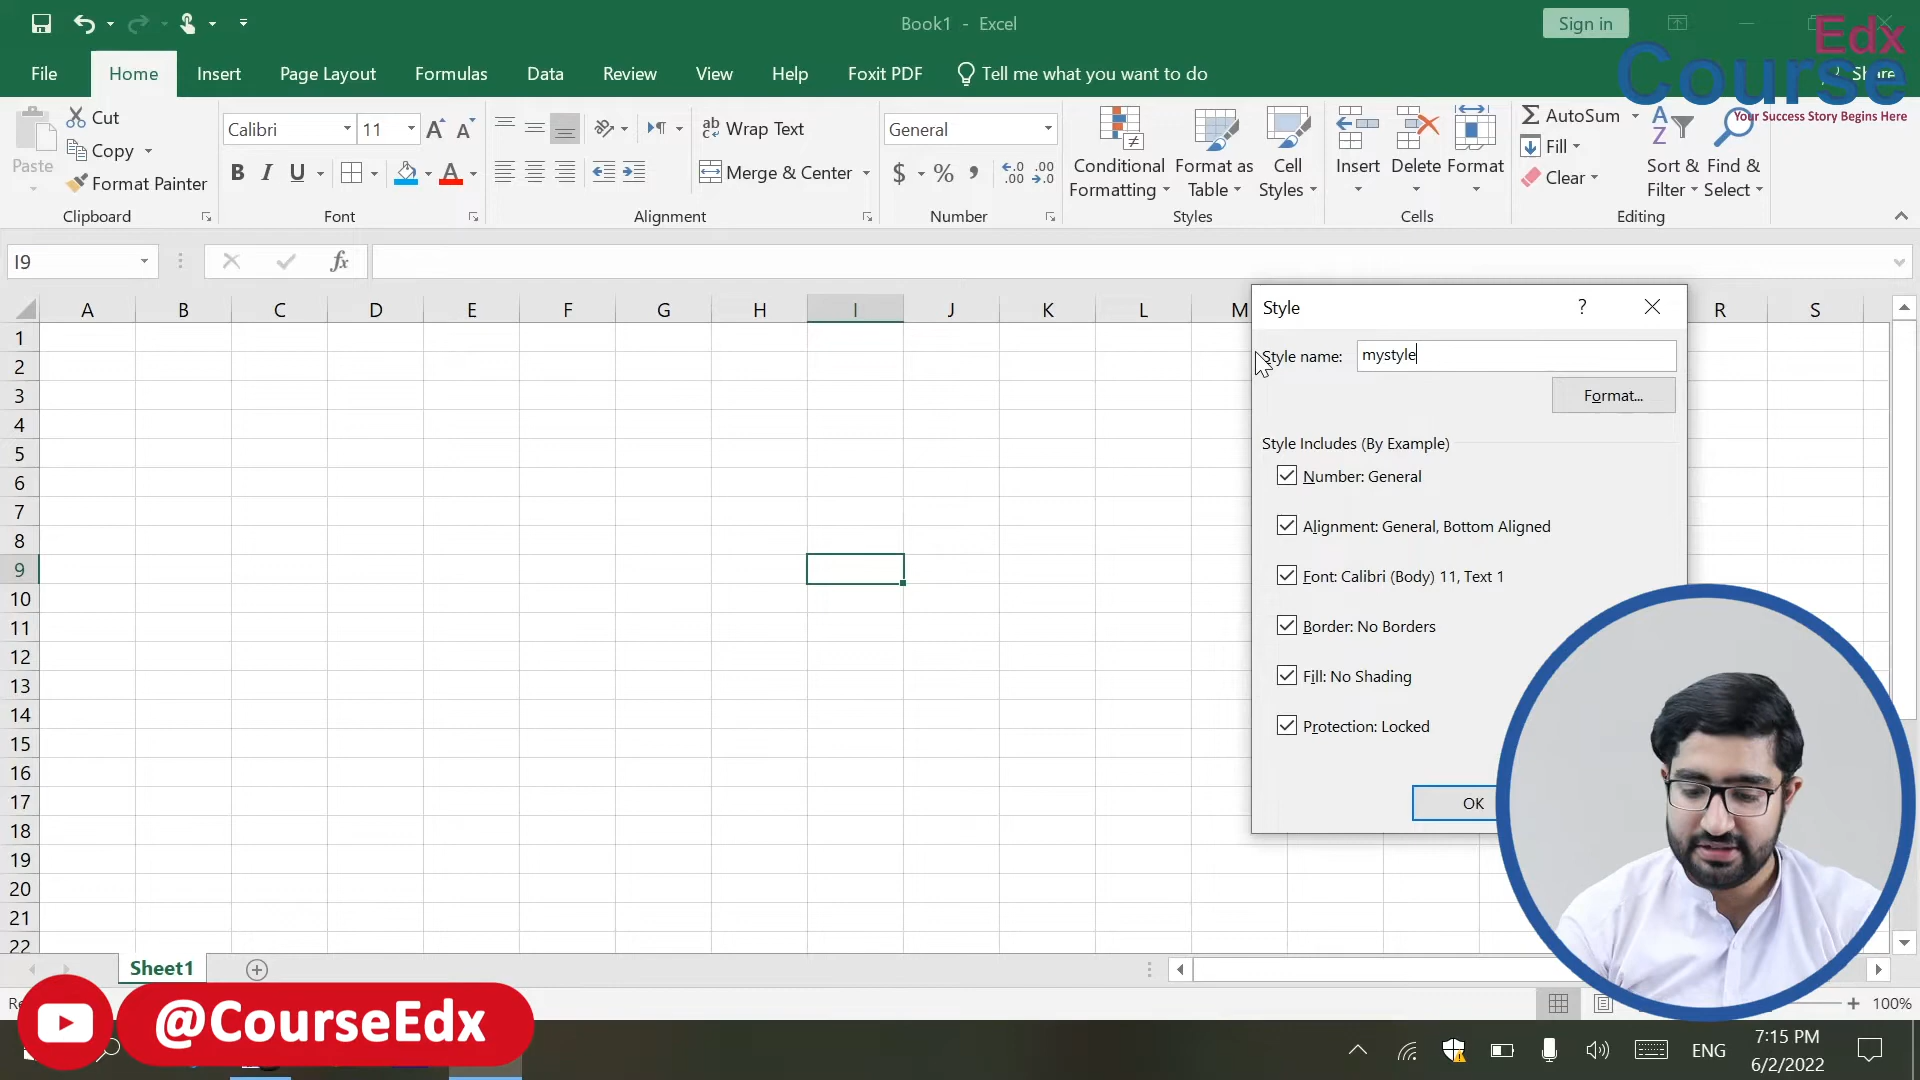 Book1 - Excel
Sign in
Edx
Course
Your Success Story Begins Here
File Home Insert Page Layout Formulas Data Review View Help Foxit PDF Tell me what you want to do Share
Paste
Cut
Copy
Format Painter
Clipboard
Calibri 11
B I U A
Font
ab Wrap Text
Merge & Center
Alignment
General
$ % ,
Number
Conditional Formatting
Format as Table
Cell Styles
Styles
Insert
Delete
Format
Cells
AutoSum
Fill
Clear
Sort & Filter
Find & Select
Editing
I9
fx
A B C D E F G H I J K L M R S
1
2
3
4
5
6
7
8
9
10
11
12
13
14
15
16
17
18
19
20
21
22
Style
Style name: mystyle
Format...
Style Includes (By Example)
Number: General
Alignment: General, Bottom Aligned
Font: Calibri (Body) 11, Text 1
Border: No Borders
Fill: No Shading
Protection: Locked
OK
Sheet1
100%
@CourseEdx
ENG
7:15 PM
6/2/2022